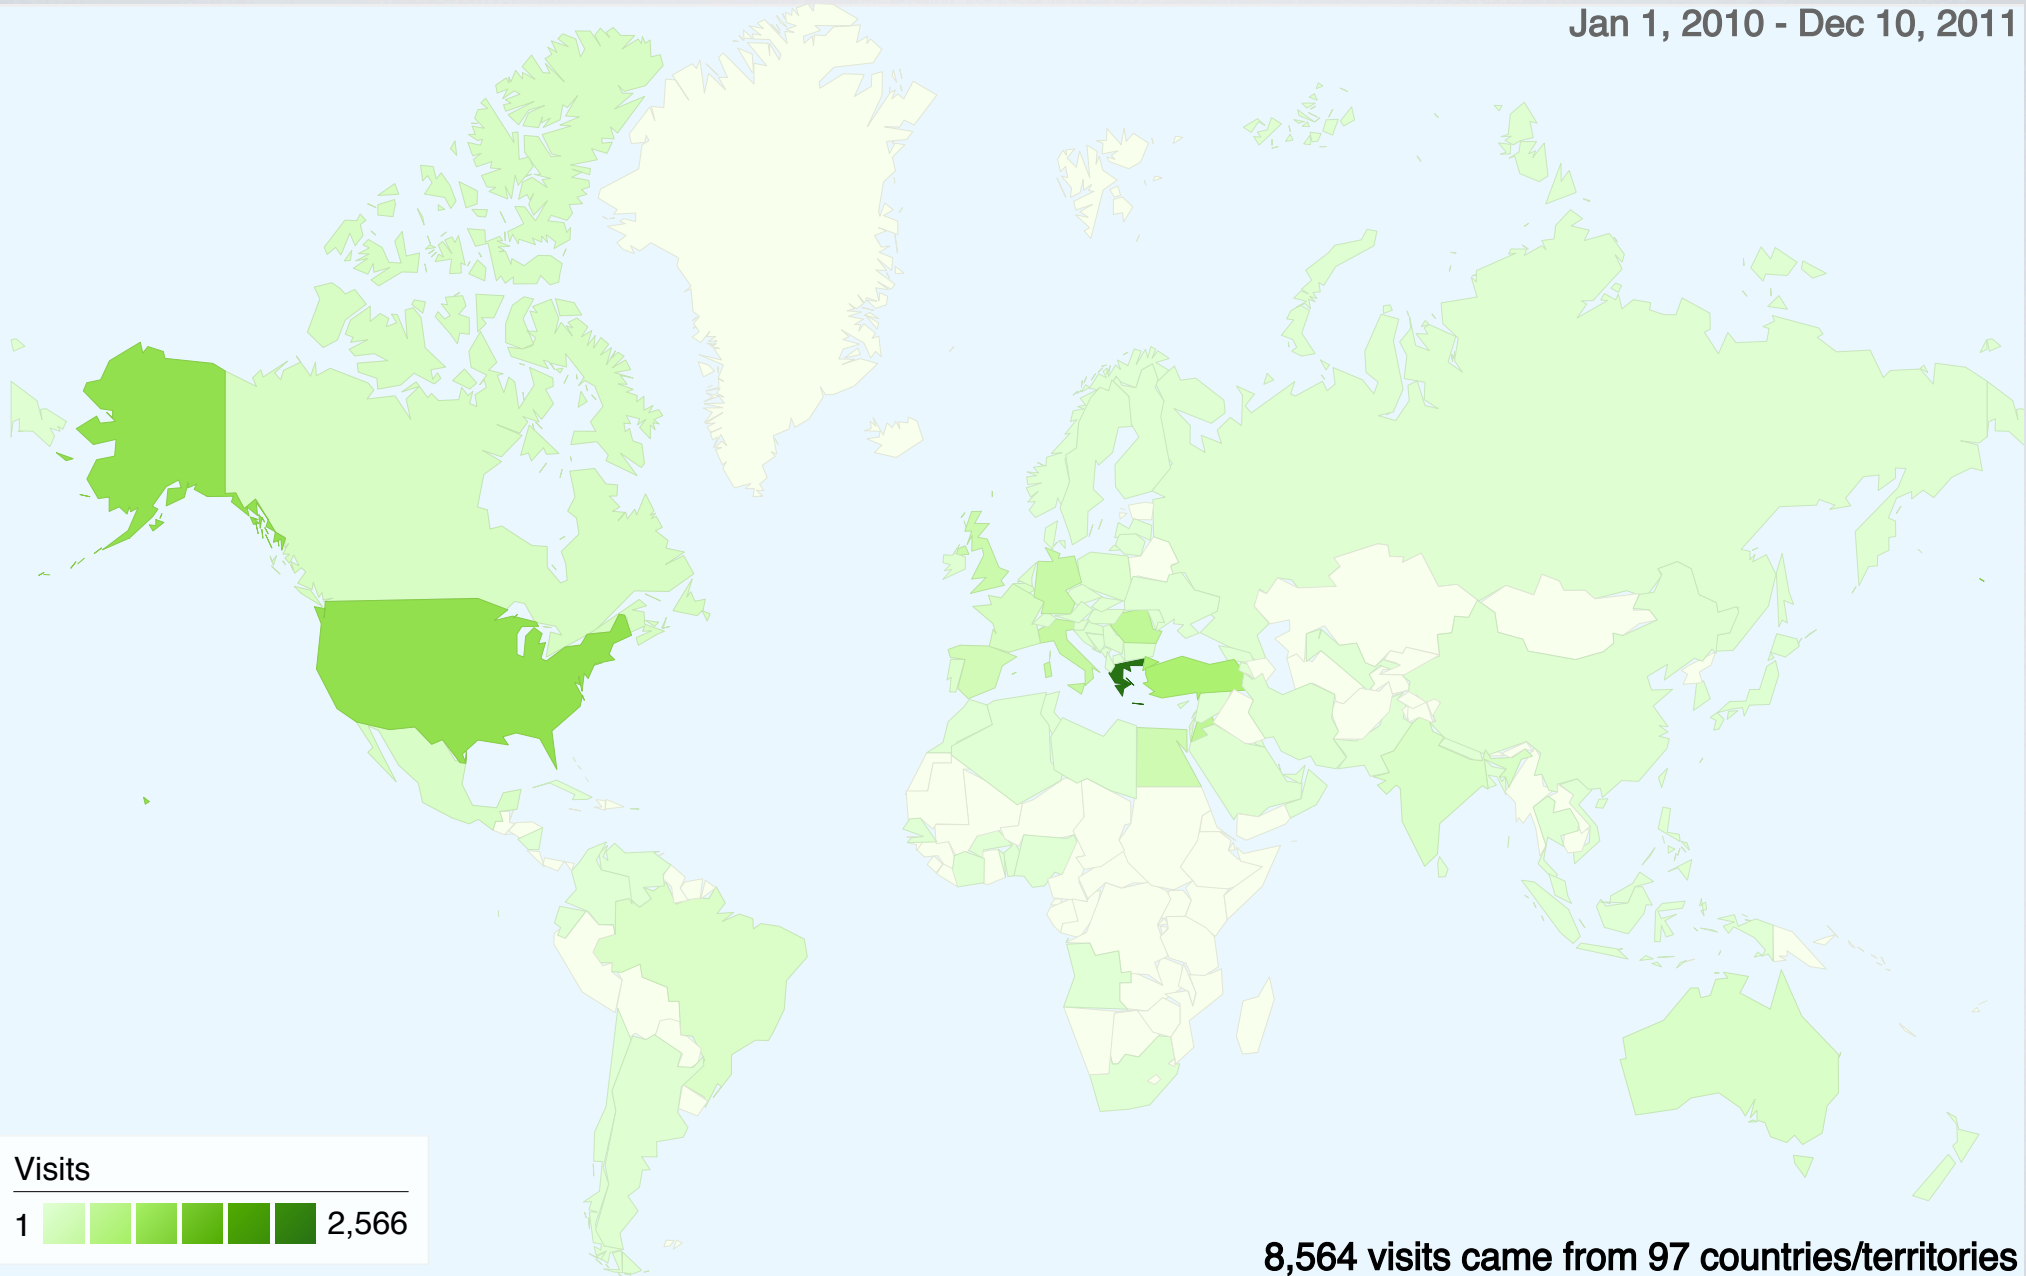 Jan 1, 2010 - Dec 10, 2011
Visits
1 2,566
8,564 visits came from 97 countries/territories